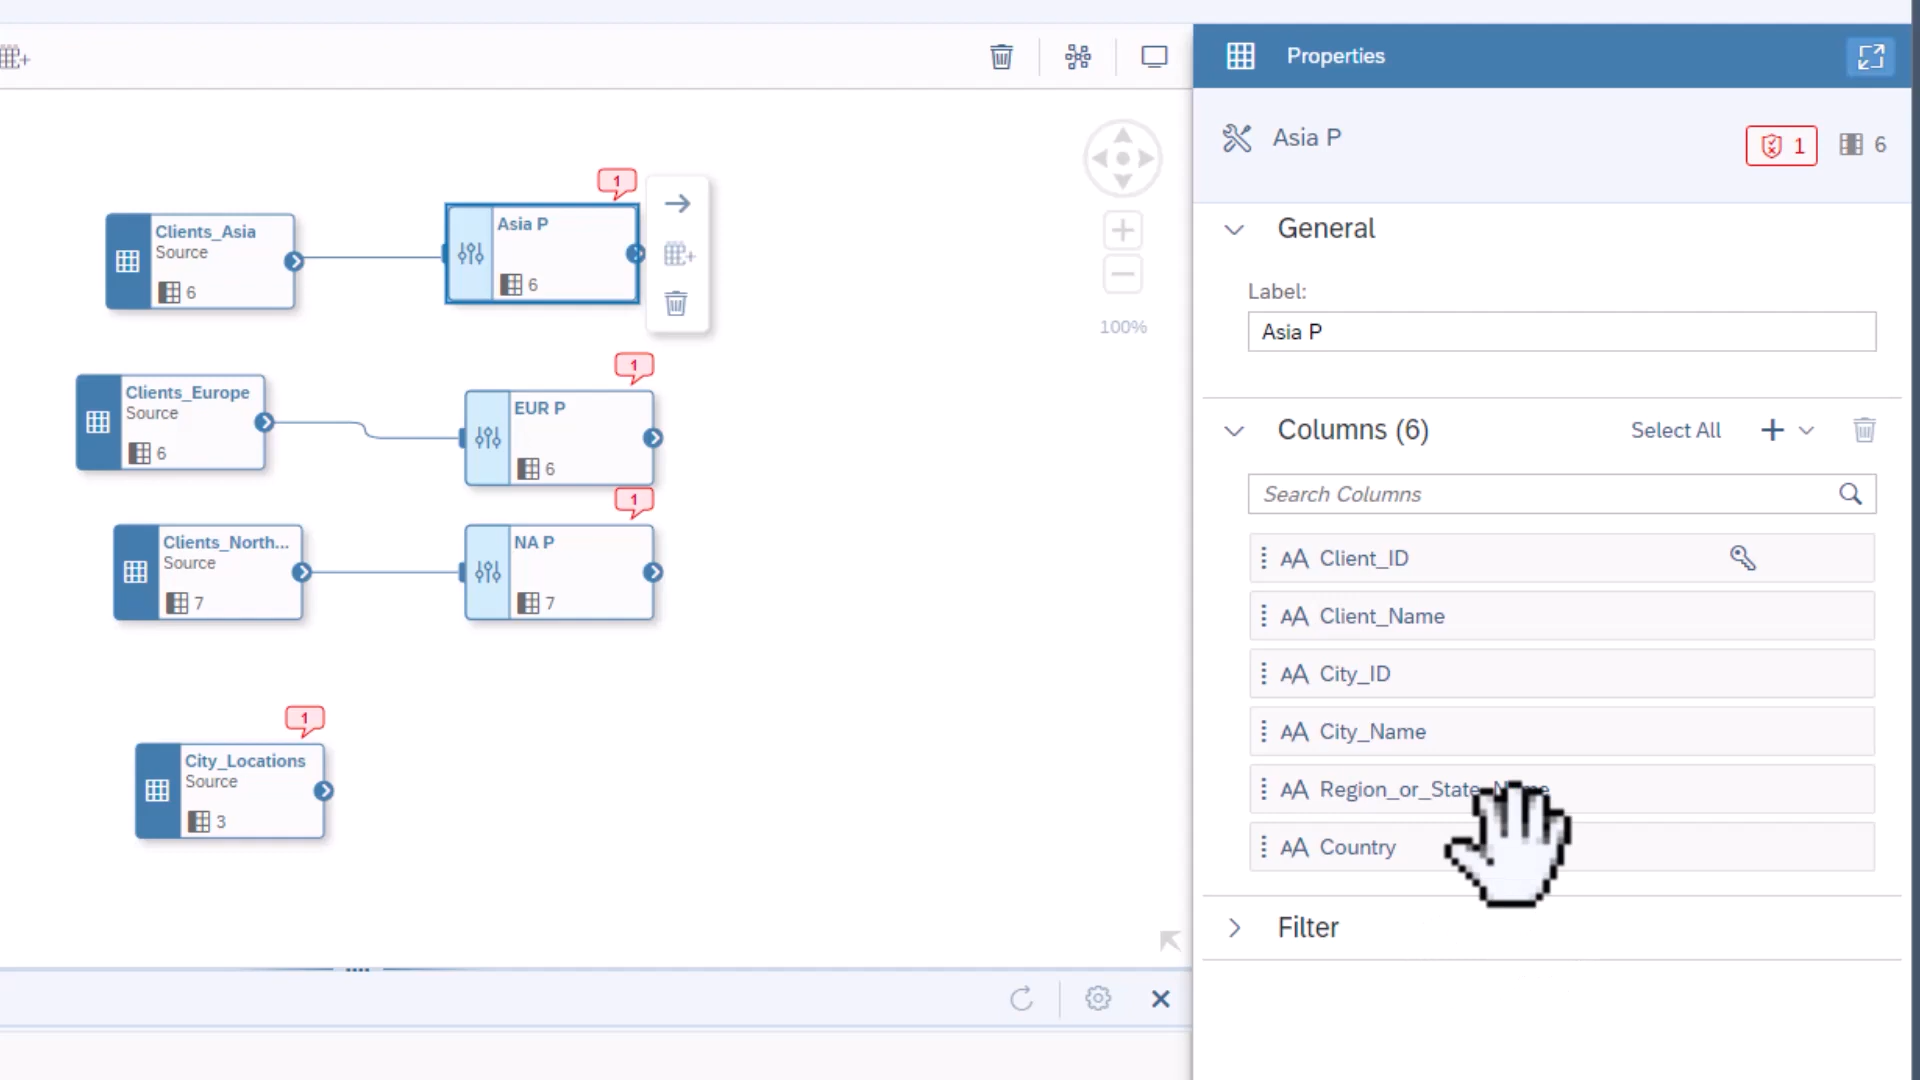 Properties
Asia P
1
6
General
Label:
Asia P
Columns (6)
Select All
Search Columns
AA Client_ID
AA Client_Name
AA City_ID
AA City_Name
AA Region_or_State_Name
AA Country
Filter
100%
1
Clients_Asia
Source
6
Asia P
6
1
Clients_Europe
Source
6
EUR P
6
1
Clients_North...
Source
7
NA P
7
1
City_Locations
Source
3